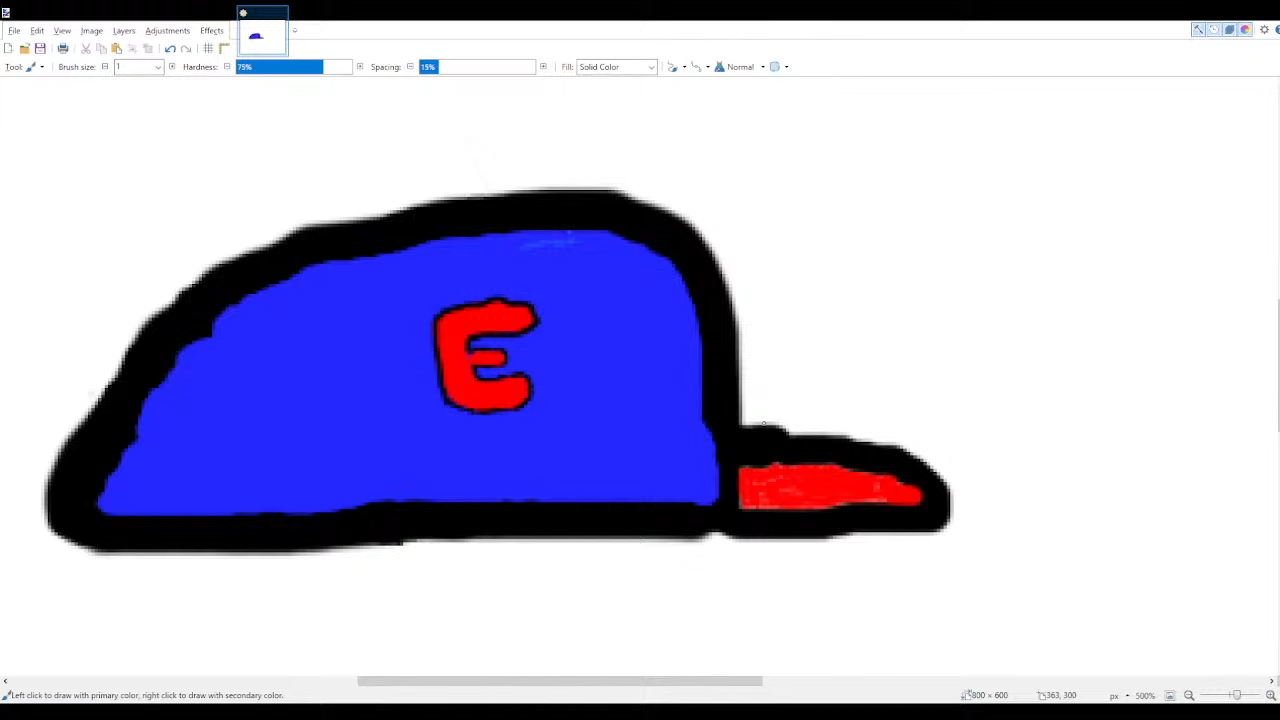 File Edit View Image Layers Adjustments Effects
Tool: Brush size: 1 Hardness: 75% Spacing: 15% Fill: Solid Color Normal
E
Left click to draw with primary color, right click to draw with secondary color. 800 × 600 363, 300 px 500%